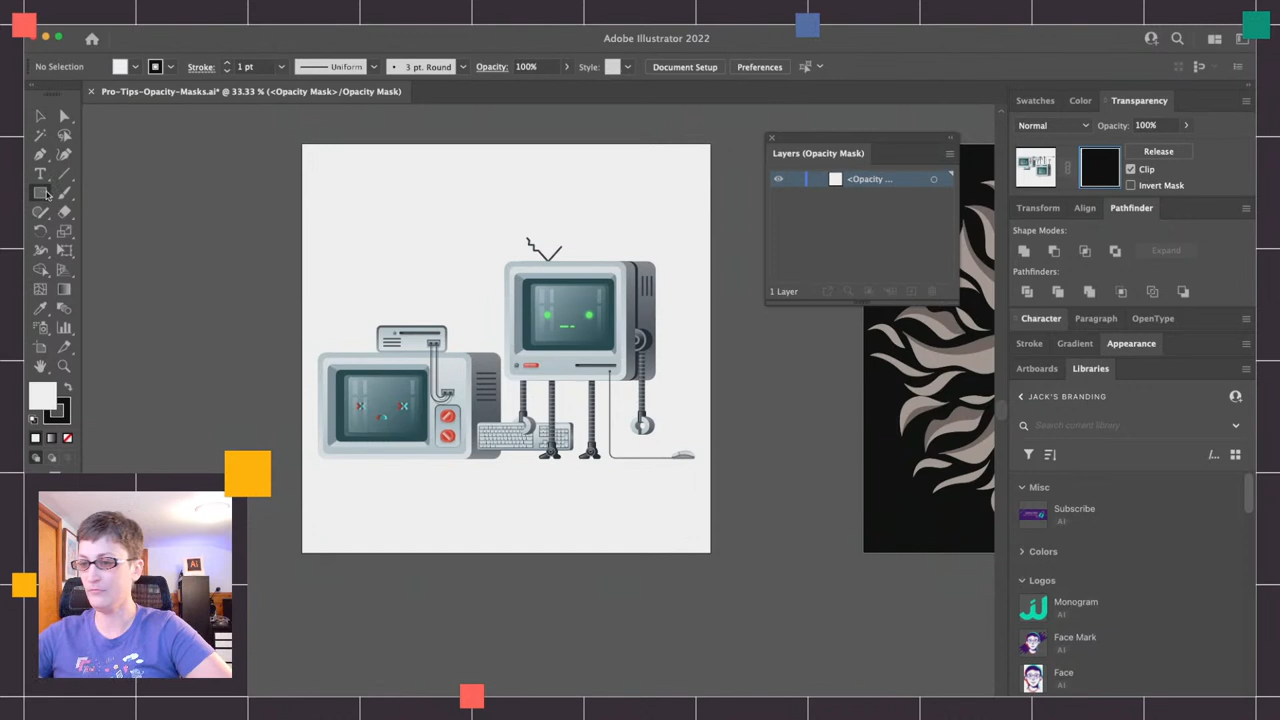 Adobe Illustrator 2022
No Selection
Stroke:
1 pt
Uniform
3 pt. Round
Opacity:
100%
Style:
Document Setup
Preferences
Pro-Tips-Opacity-Masks.ai* @ 33.33 % (<Opacity Mask>/Opacity Mask)
Swatches
Color
Transparency
Normal
Opacity:
100%
Release
Clip
Invert Mask
Layers (Opacity Mask)
<Opacity ...
1 Layer
Transform
Align
Pathfinder
Shape Modes:
Expand
Pathfinders:
Character
Paragraph
OpenType
Stroke
Gradient
Appearance
Artboards
Libraries
JACK'S BRANDING
Search current library
Misc
Subscribe
Ai
Colors
Logos
Monogram
Ai
Face Mark
Ai
Face
Ai